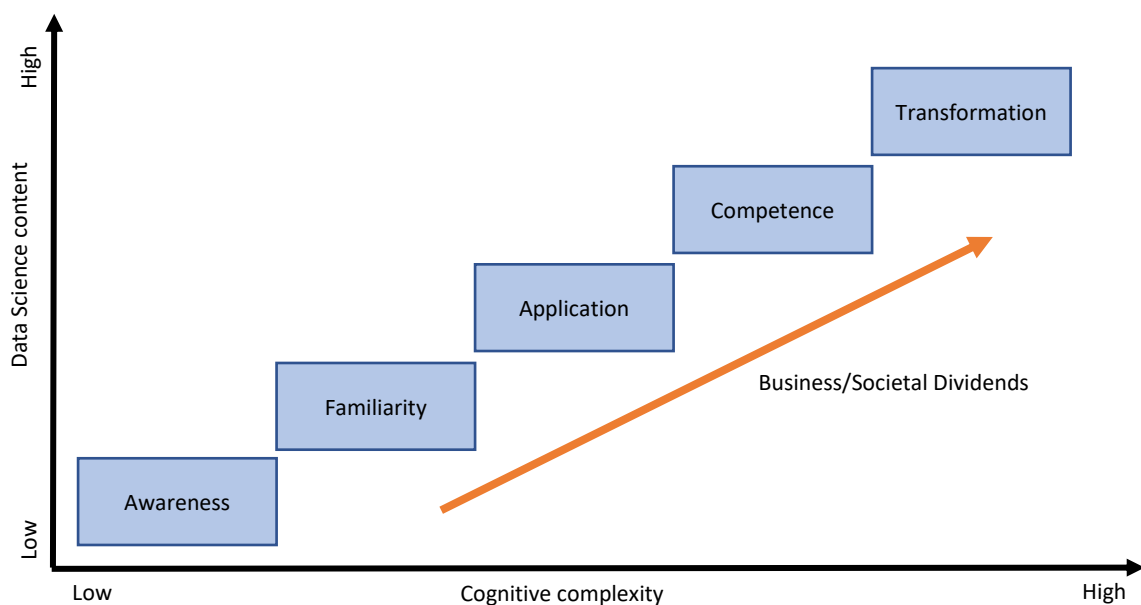 High
Transformation
Competence
Data Science content
Application
Business/Societal Dividends
Familiarity
Awareness
Low
Low
Cognitive complexity
High